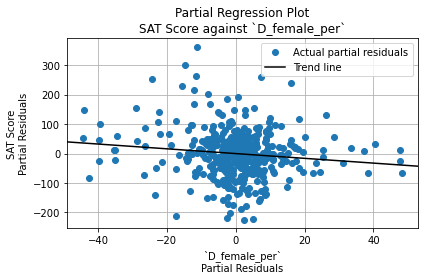 Partial Regression Plot
SAT Score against `D_female_per`
Actual partial residuals
Trend line
300
200
100
0
−100
−200
SAT Score
Partial Residuals
−40 −20 0 20 40
`D_female_per`
Partial Residuals